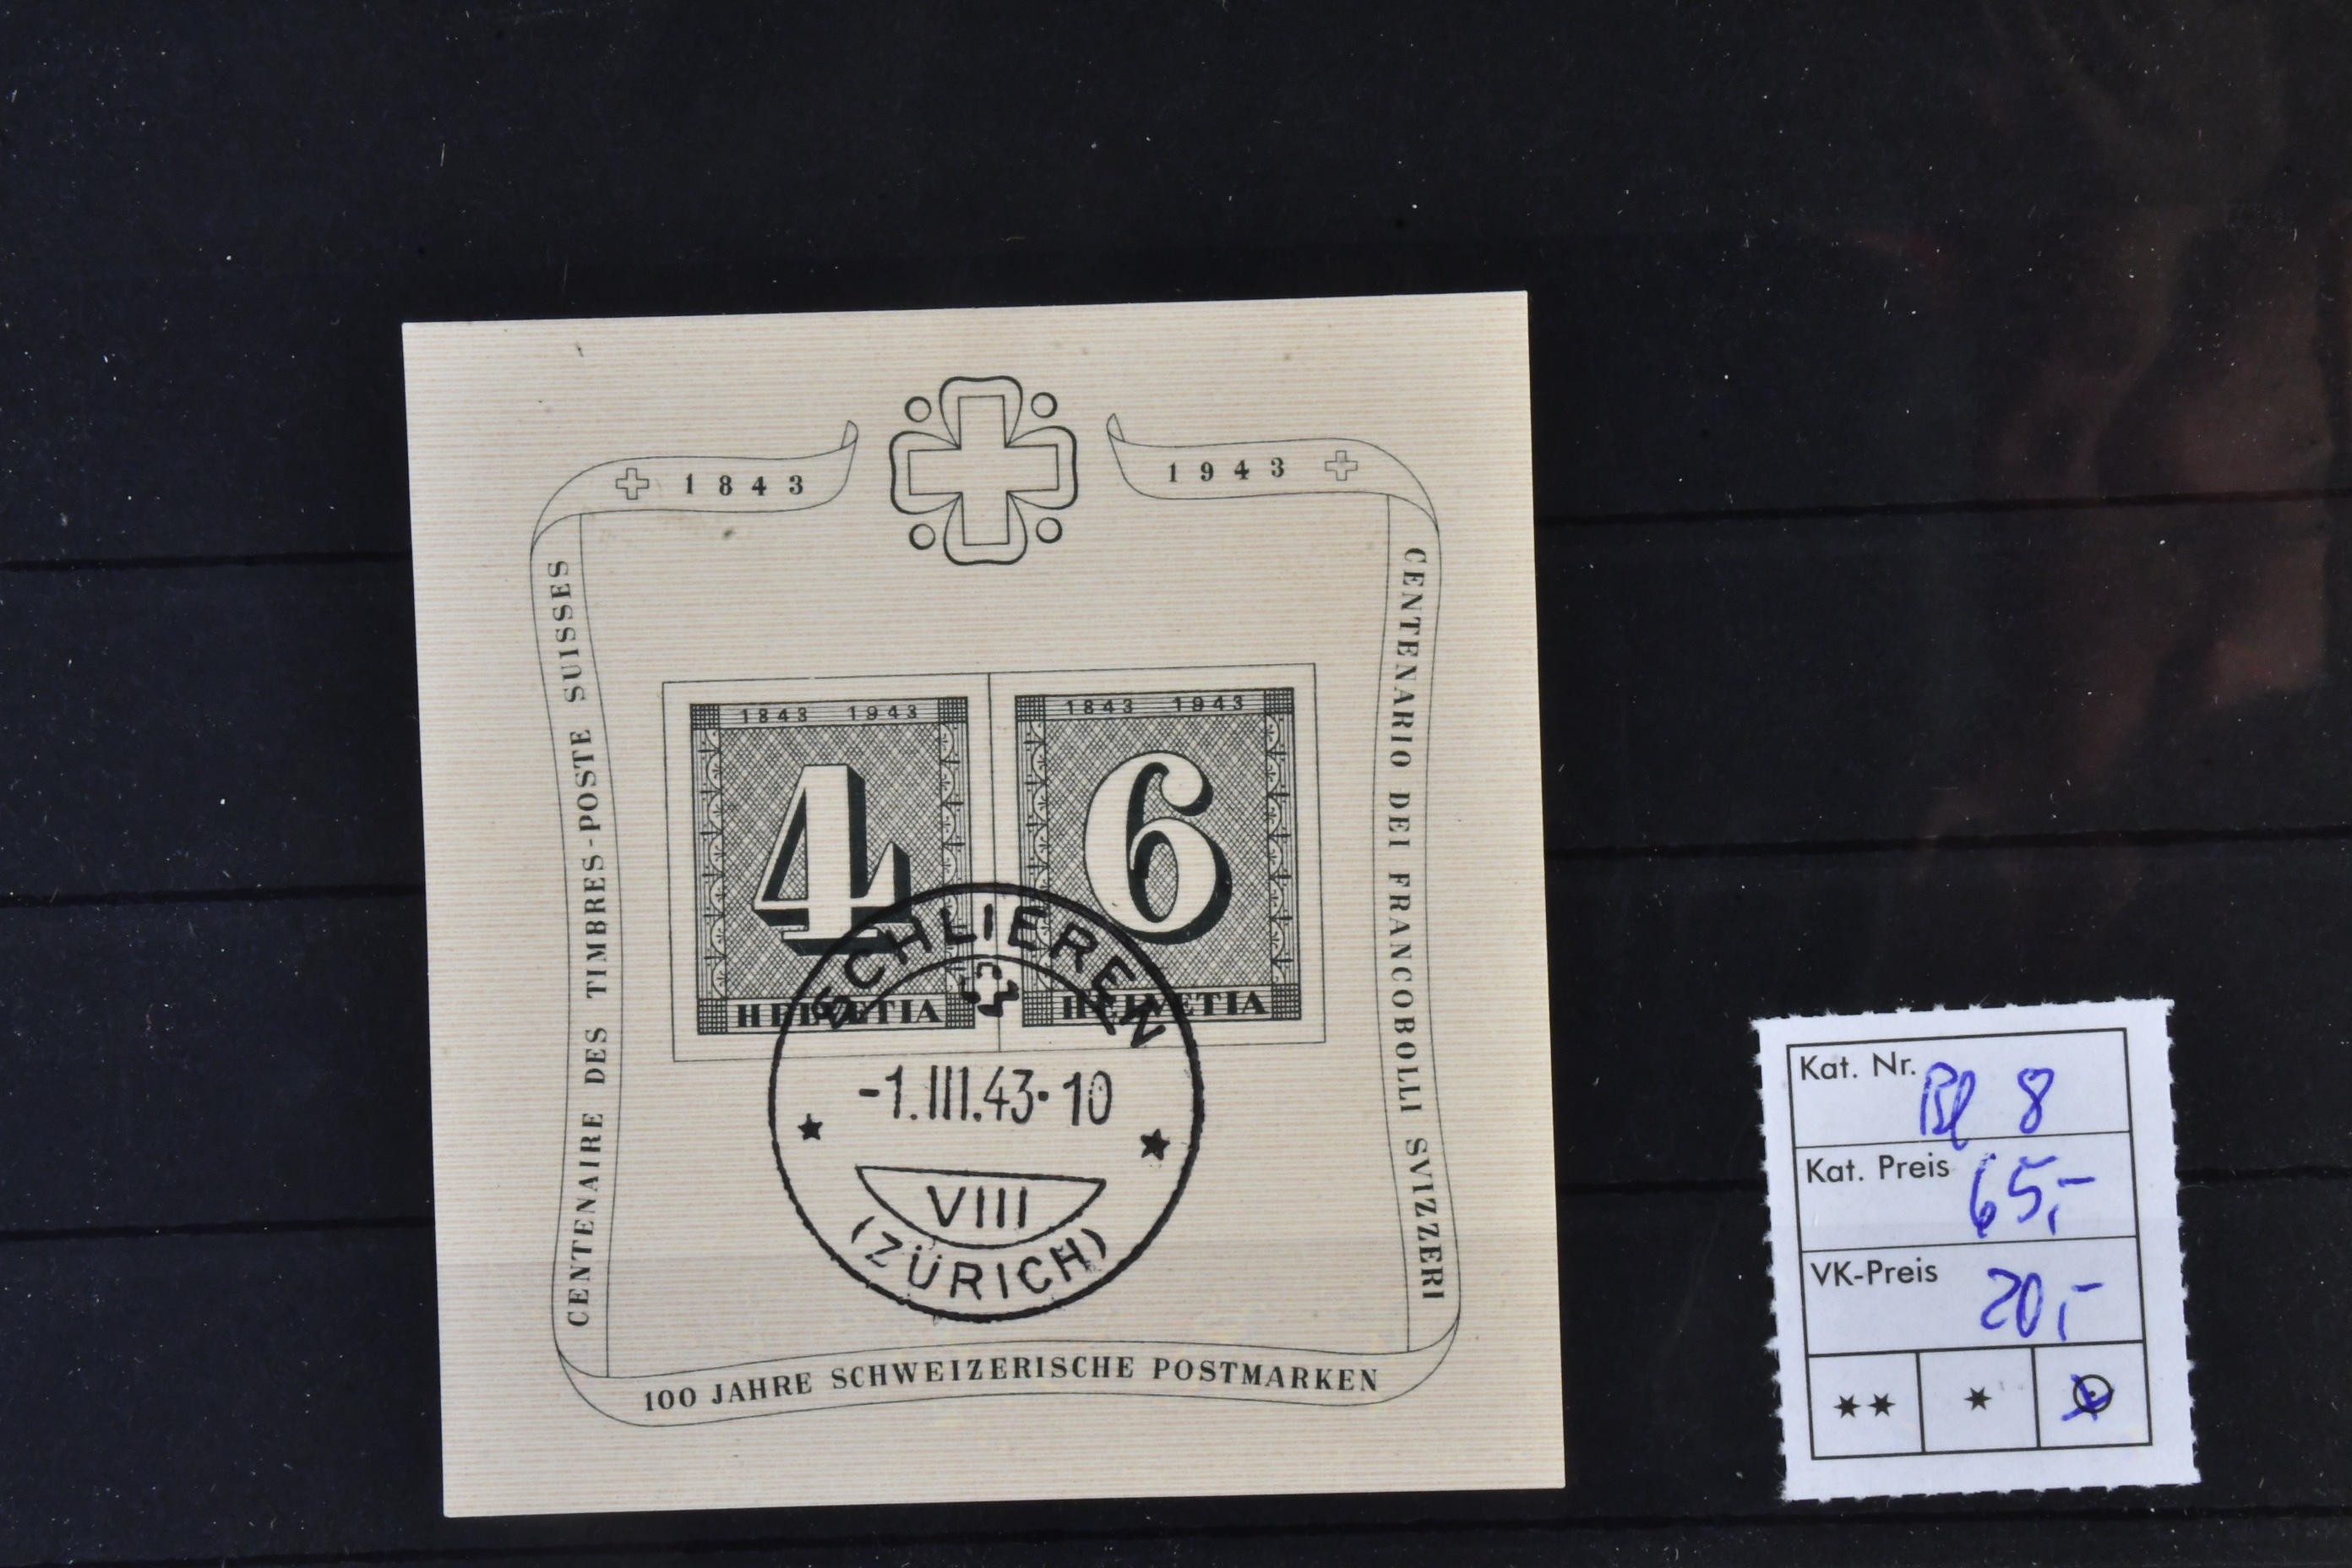 1843
1943
CENTENAIRE DES TIMBRES-POSTE SUISSES
CENTENARIO DEI FRANCOBOLLI SVIZZERI
1843 1943
1843 1943
4
6
HELVETIA
HELVETIA
SCHLIEREN
-1.III.43·10
VIII
(ZÜRICH)
100 JAHRE SCHWEIZERISCHE POSTMARKEN
Kat. Nr. Bl 8
Kat. Preis 65,-
VK-Preis 20,-